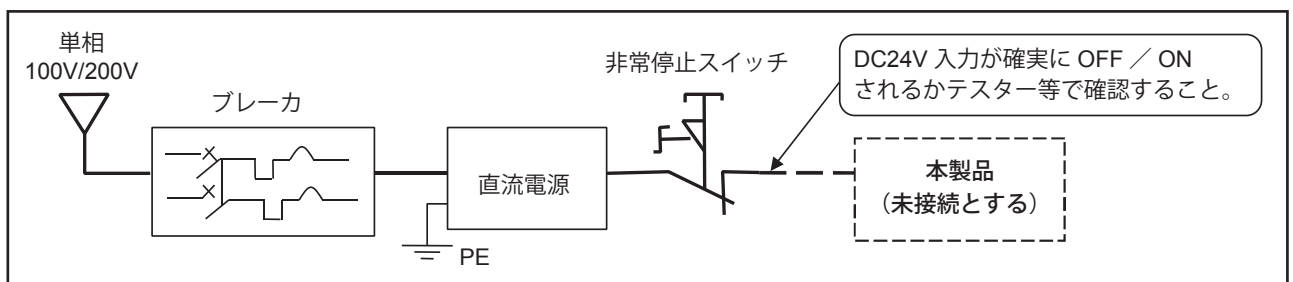 単相
100V/200V
ブレーカ
直流電源
PE
非常停止スイッチ
DC24V 入力が確実に OFF ／ ON
されるかテスター等で確認すること。
本製品
（未接続とする）